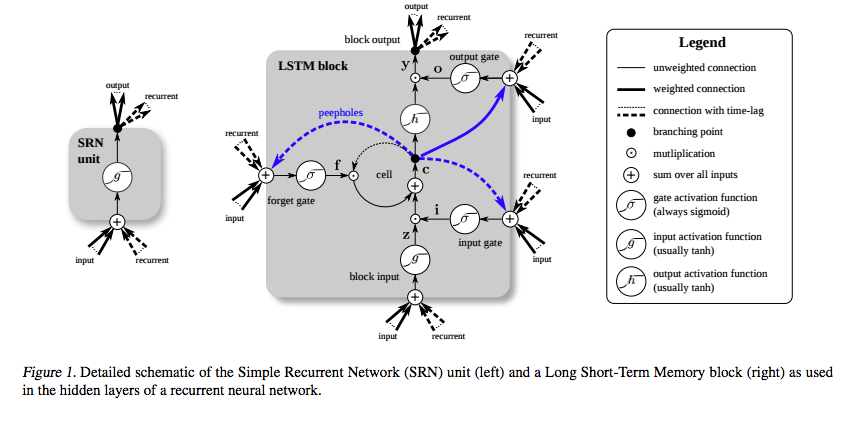 output
recurrent
SRN
unit
g
+
input
recurrent
output
recurrent
block output
LSTM block
y
o
output gate
σ
+
recurrent
input
h
peepholes
recurrent
+
σ
f
forget gate
input
cell
c
+
i
σ
+
input gate
recurrent
input
z
g
block input
+
input
recurrent
Legend
unweighted connection
weighted connection
connection with time-lag
branching point
mutliplication
+ sum over all inputs
σ gate activation function
(always sigmoid)
g input activation function
(usually tanh)
h output activation function
(usually tanh)
Figure 1. Detailed schematic of the Simple Recurrent Network (SRN) unit (left) and a Long Short-Term Memory block (right) as used
in the hidden layers of a recurrent neural network.